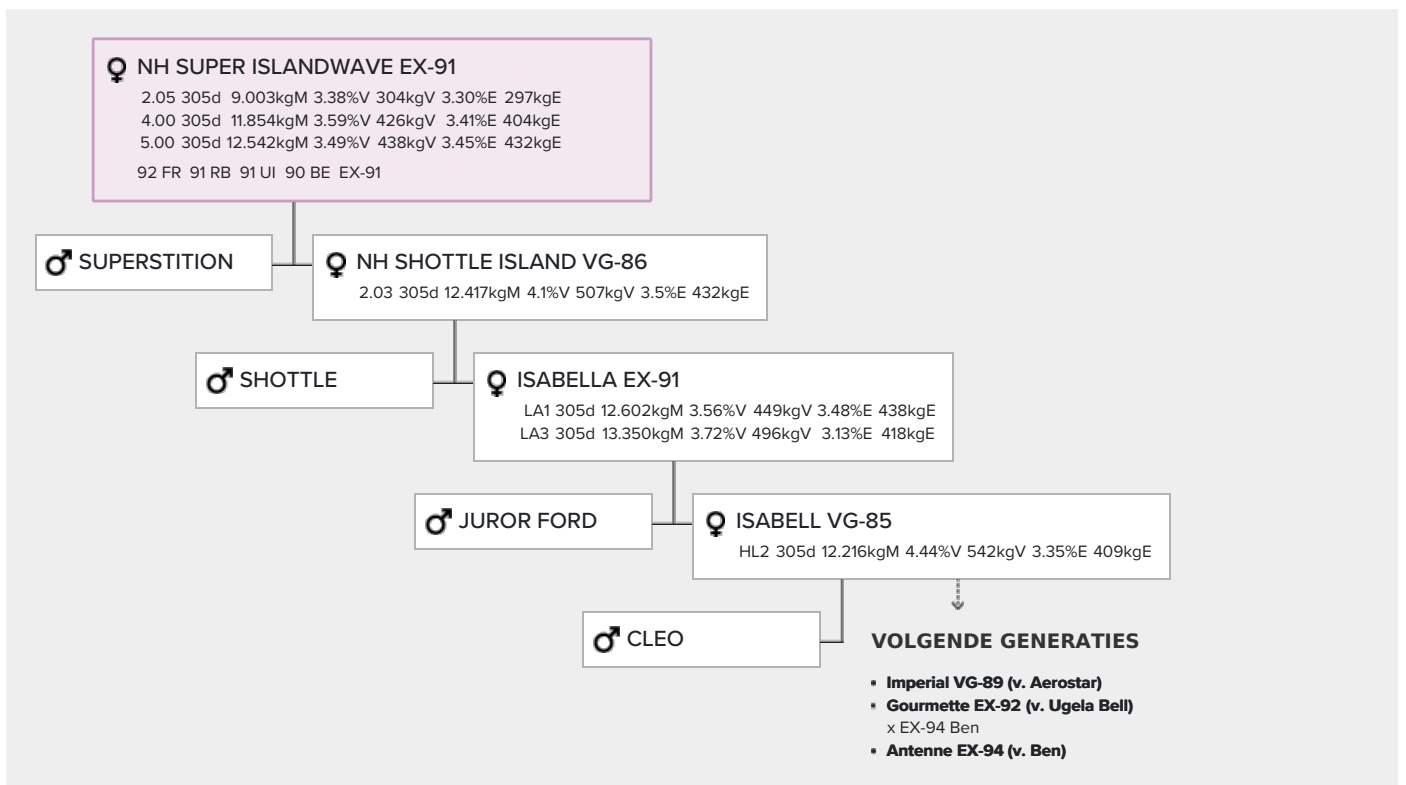 NH SUPER ISLANDWAVE EX-91
2.05 305d 9.003kgM 3.38%V 304kgV 3.30%E 297kgE
4.00 305d 11.854kgM 3.59%V 426kgV 3.41%E 404kgE
5.00 305d 12.542kgM 3.49%V 438kgV 3.45%E 432kgE
92 FR 91 RB 91 UI 90 BE EX-91
SUPERSTITION
NH SHOTTLE ISLAND VG-86
2.03 305d 12.417kgM 4.1%V 507kgV 3.5%E 432kgE
SHOTTLE
ISABELLA EX-91
LA1 305d 12.602kgM 3.56%V 449kgV 3.48%E 438kgE
LA3 305d 13.350kgM 3.72%V 496kgV 3.13%E 418kgE
JUROR FORD
ISABELL VG-85
HL2 305d 12.216kgM 4.44%V 542kgV 3.35%E 409kgE
CLEO
VOLGENDE GENERATIES
• Imperial VG-89 (v. Aerostar)
• Gourmette EX-92 (v. Ugela Bell)
x EX-94 Ben
• Antenne EX-94 (v. Ben)